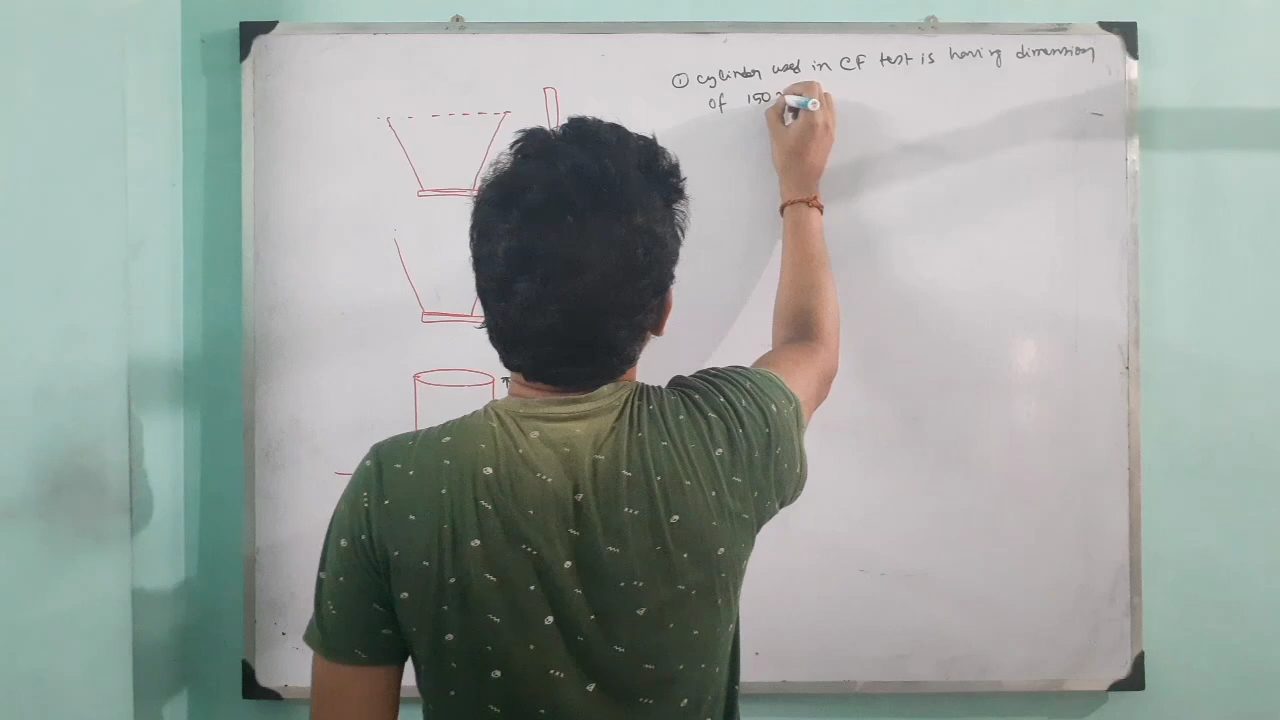 ① cylinder used in CF test is having dimension
of 150